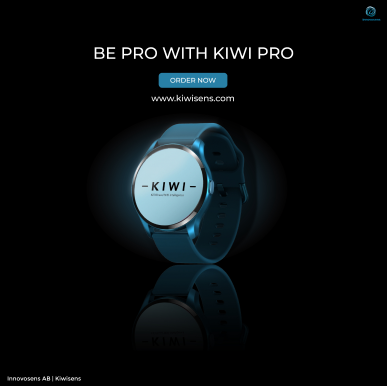 BE PRO WITH KIWI PRO
ORDER NOW
www.kiwisens.com
- KIWI -
Innovosens AB | Kiwisens